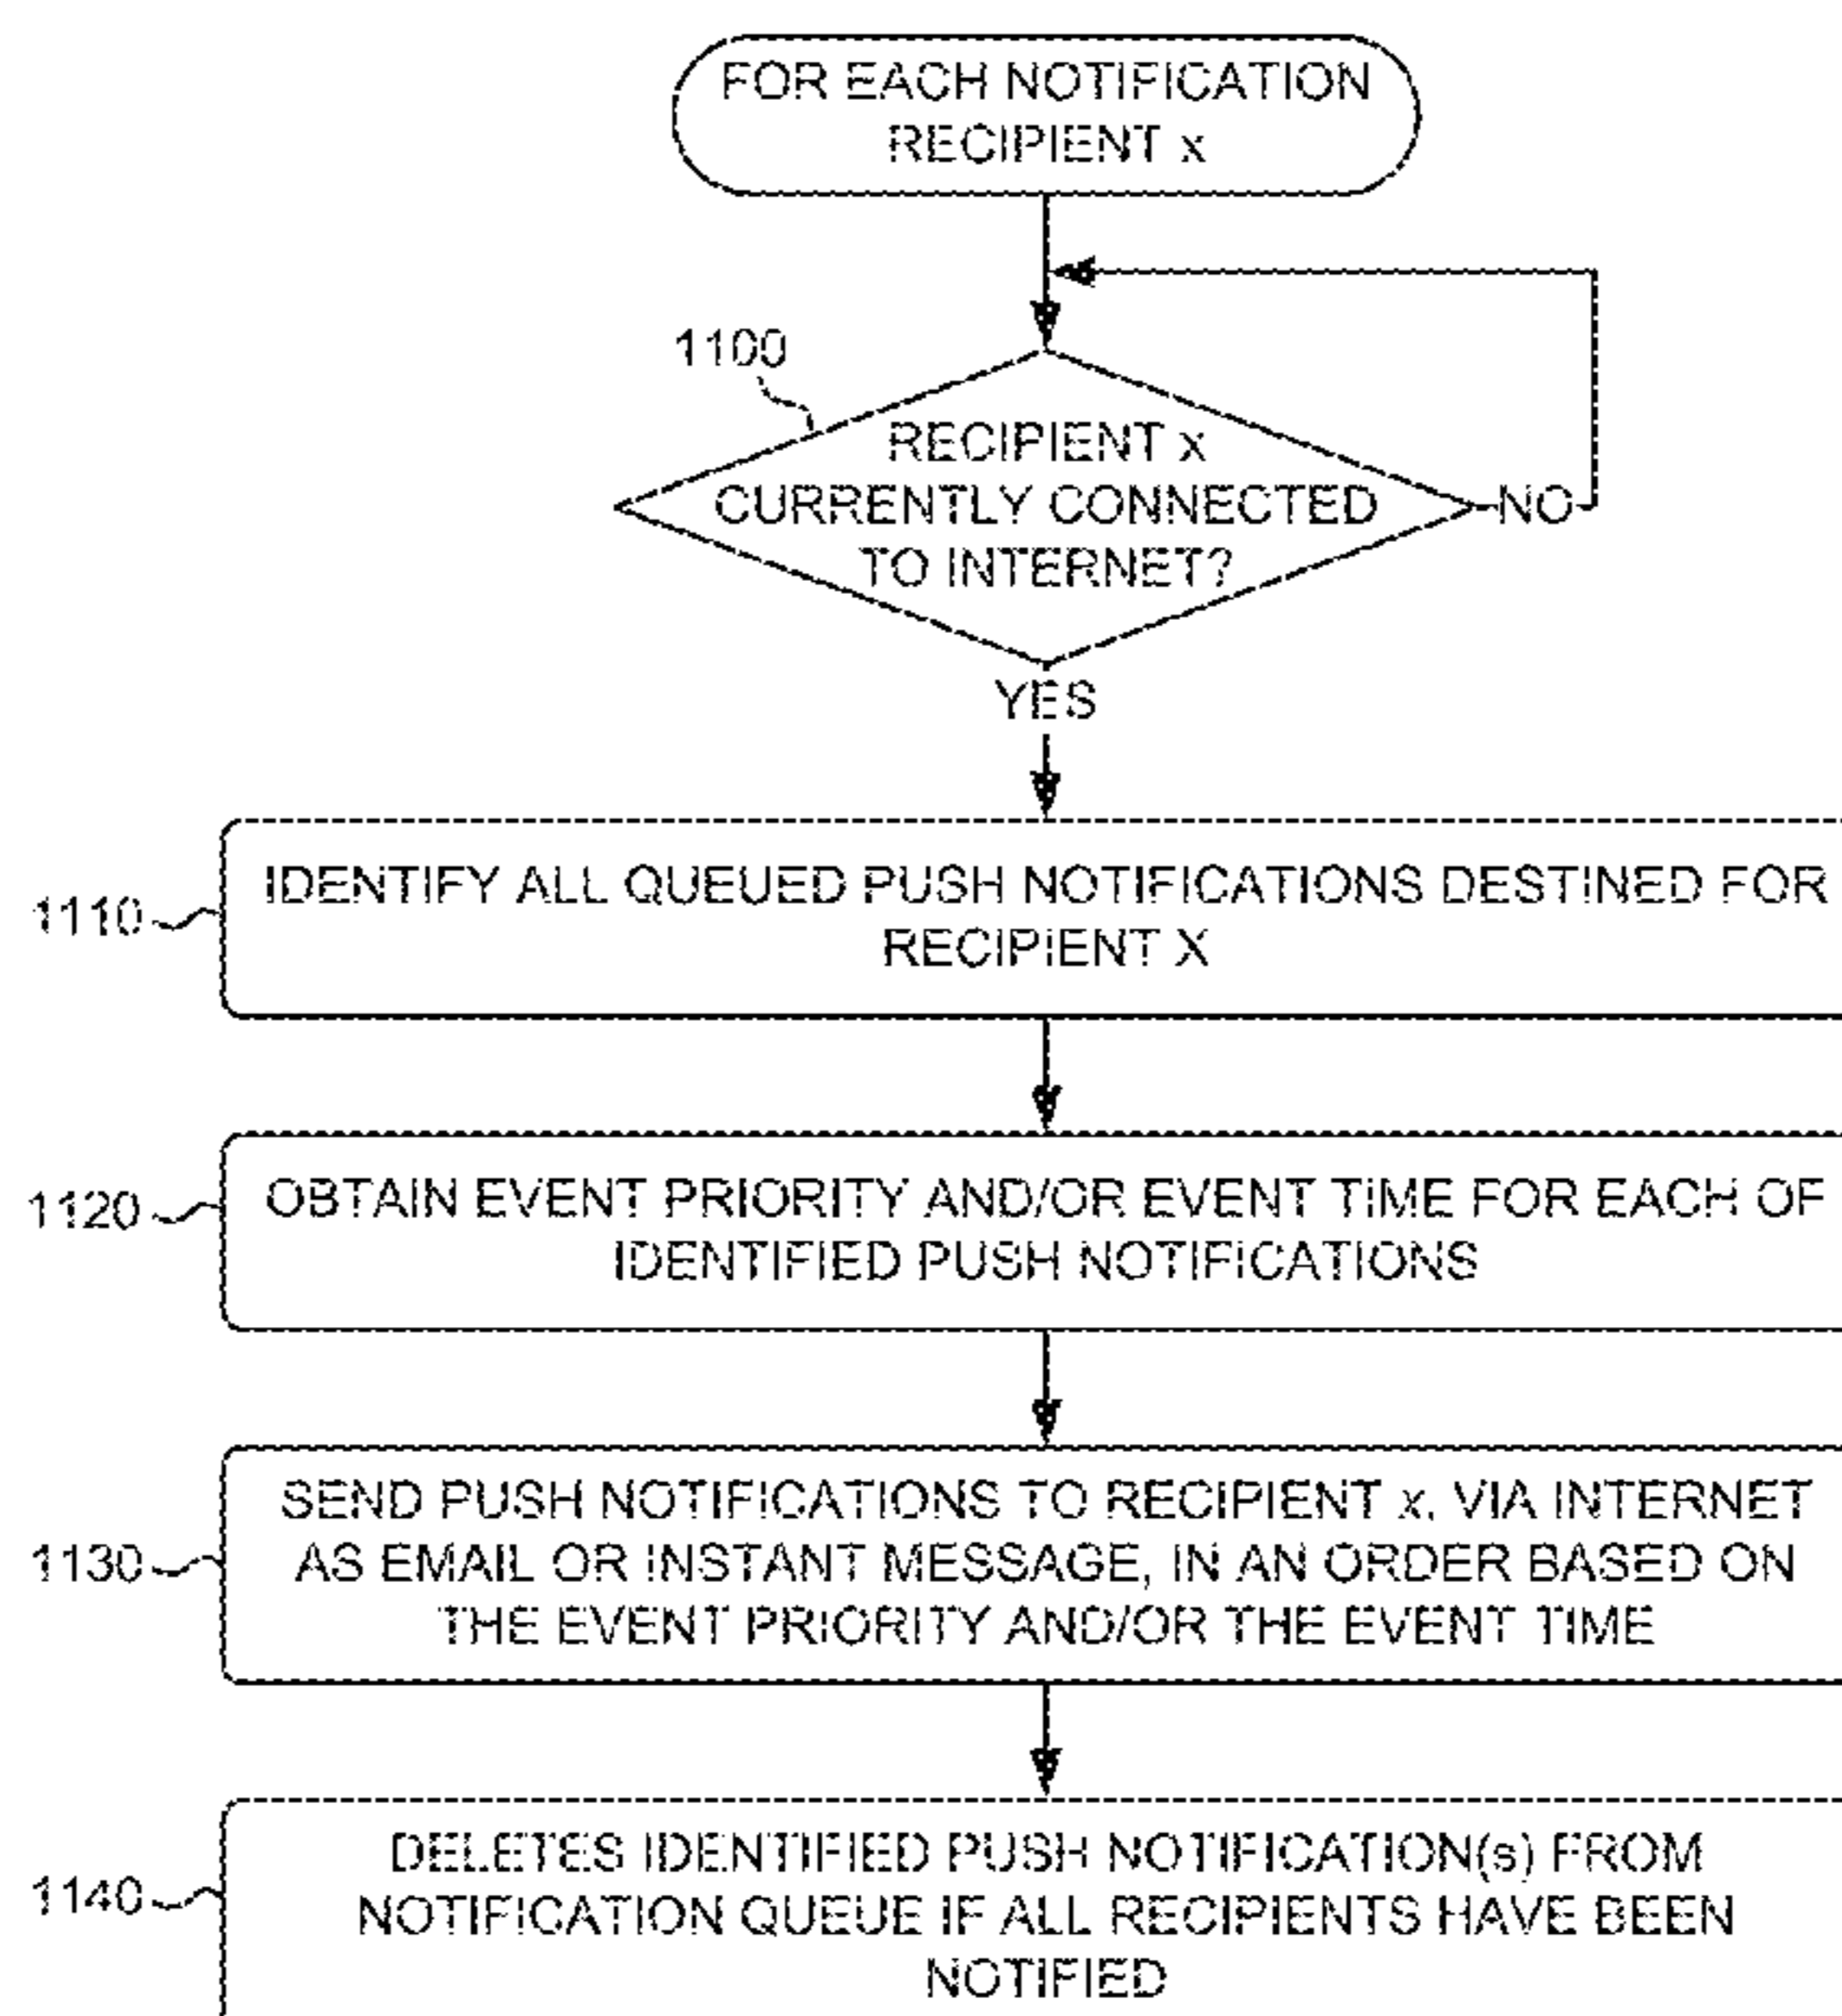 FOR EACH NOTIFICATION
RECIPIENT x
1100
RECIPIENT x
CURRENTLY CONNECTED
TO INTERNET?
NO
YES
1110
IDENTIFY ALL QUEUED PUSH NOTIFICATIONS DESTINED FOR
RECIPIENT X
1120
OBTAIN EVENT PRIORITY AND/OR EVENT TIME FOR EACH OF
IDENTIFIED PUSH NOTIFICATIONS
1130
SEND PUSH NOTIFICATIONS TO RECIPIENT x, VIA INTERNET
AS EMAIL OR INSTANT MESSAGE, IN AN ORDER BASED ON
THE EVENT PRIORITY AND/OR THE EVENT TIME
1140
DELETES IDENTIFIED PUSH NOTIFICATION(s) FROM
NOTIFICATION QUEUE IF ALL RECIPIENTS HAVE BEEN
NOTIFIED